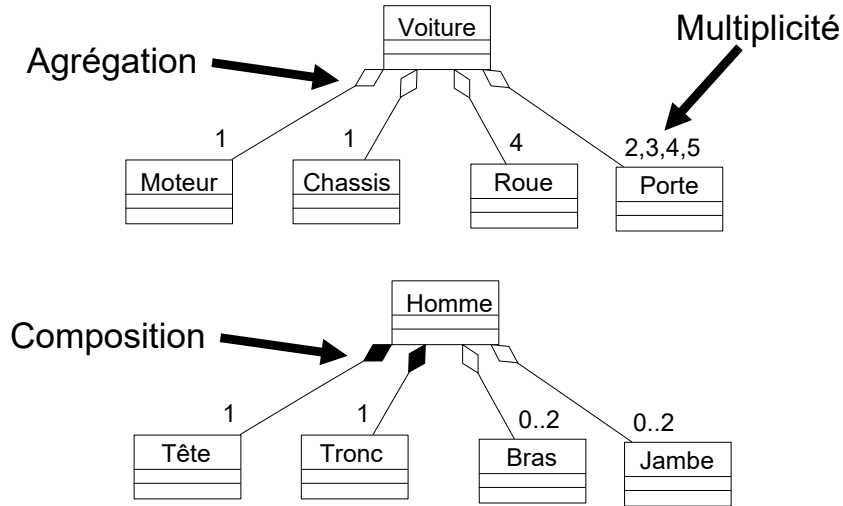 Voiture
Multiplicité
Agrégation
1
1
4
2,3,4,5
Moteur
Chassis
Roue
Porte
Homme
Composition
1
1
0..2
0..2
Tête
Tronc
Bras
Jambe